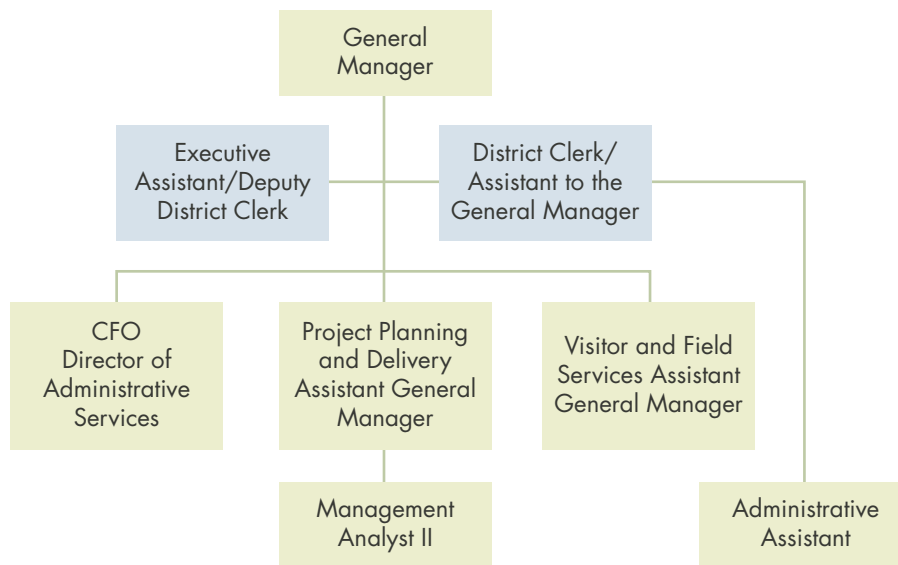 General
Manager
Executive
Assistant/Deputy
District Clerk
District Clerk/
Assistant to the
General Manager
CFO
Director of
Administrative
Services
Project Planning
and Delivery
Assistant General
Manager
Visitor and Field
Services Assistant
General Manager
Management
Analyst II
Administrative
Assistant